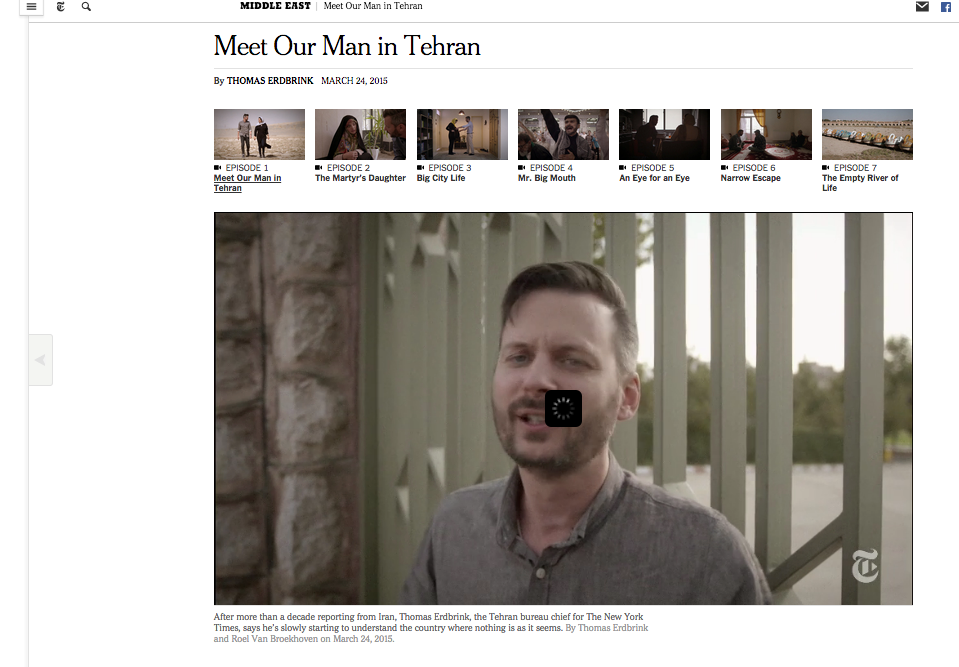 MIDDLE EAST | Meet Our Man in Tehran
Meet Our Man in Tehran
By THOMAS ERDBRINK MARCH 24, 2015
EPISODE 1
Meet Our Man in
Tehran
EPISODE 2
The Martyr's Daughter
EPISODE 3
Big City Life
EPISODE 4
Mr. Big Mouth
EPISODE 5
An Eye for an Eye
EPISODE 6
Narrow Escape
EPISODE 7
The Empty River of
Life
After more than a decade reporting from Iran, Thomas Erdbrink, the Tehran bureau chief for The New York
Times, says he's slowly starting to understand the country where nothing is as it seems. By Thomas Erdbrink
and Roel Van Broekhoven on March 24, 2015.